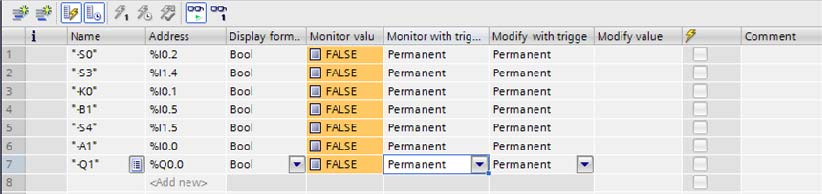 i Name Address Display form... Monitor valu Monitor with trig... Modify with trigge Modify value Comment
1 "-S0" %I0.2 Bool FALSE Permanent Permanent
2 "-S3" %I1.4 Bool FALSE Permanent Permanent
3 "-K0" %I0.1 Bool FALSE Permanent Permanent
4 "-B1" %I0.5 Bool FALSE Permanent Permanent
5 "-S4" %I1.5 Bool FALSE Permanent Permanent
6 "-A1" %I0.0 Bool FALSE Permanent Permanent
7 "-Q1" %Q0.0 Bool FALSE Permanent Permanent
8 <Add new>